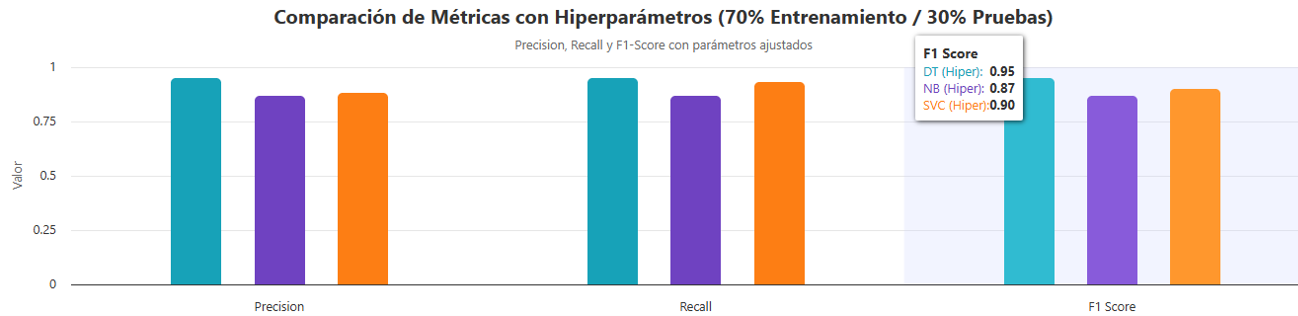 Comparación de Métricas con Hiperparámetros (70% Entrenamiento / 30% Pruebas)
Precision, Recall y F1-Score con parámetros ajustados
F1 Score
DT (Hiper): 0.95
NB (Hiper): 0.87
SVC (Hiper):0.90
1
0.75
0.5
0.25
0
Valor
Precision
Recall
F1 Score